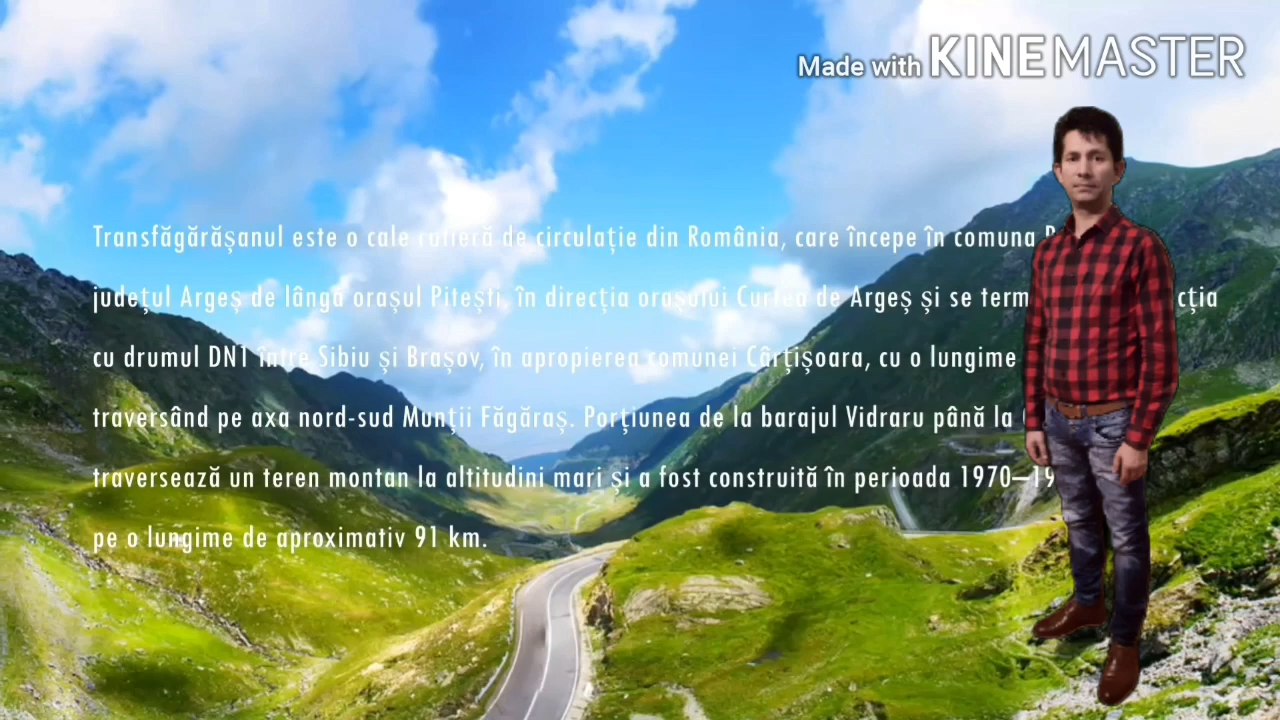 Made with KINEMASTER
Transfăgărășanul este o cale rutieră de circulație din România, care începe în comuna
județul Argeș de lângă orașul Pitești, în direcția orașului Curtea de Argeș și se cția
cu drumul DN1 între Sibiu și Brașov, în apropierea comunei Cârțișoara, cu o lungime
traversând pe axa nord-sud Munții Făgăraș. Porțiunea de la barajul Vidraru până la
traversează un teren montan la altitudini mari și a fost construită în perioada 1970–19
pe o lungime de aproximativ 91 km.